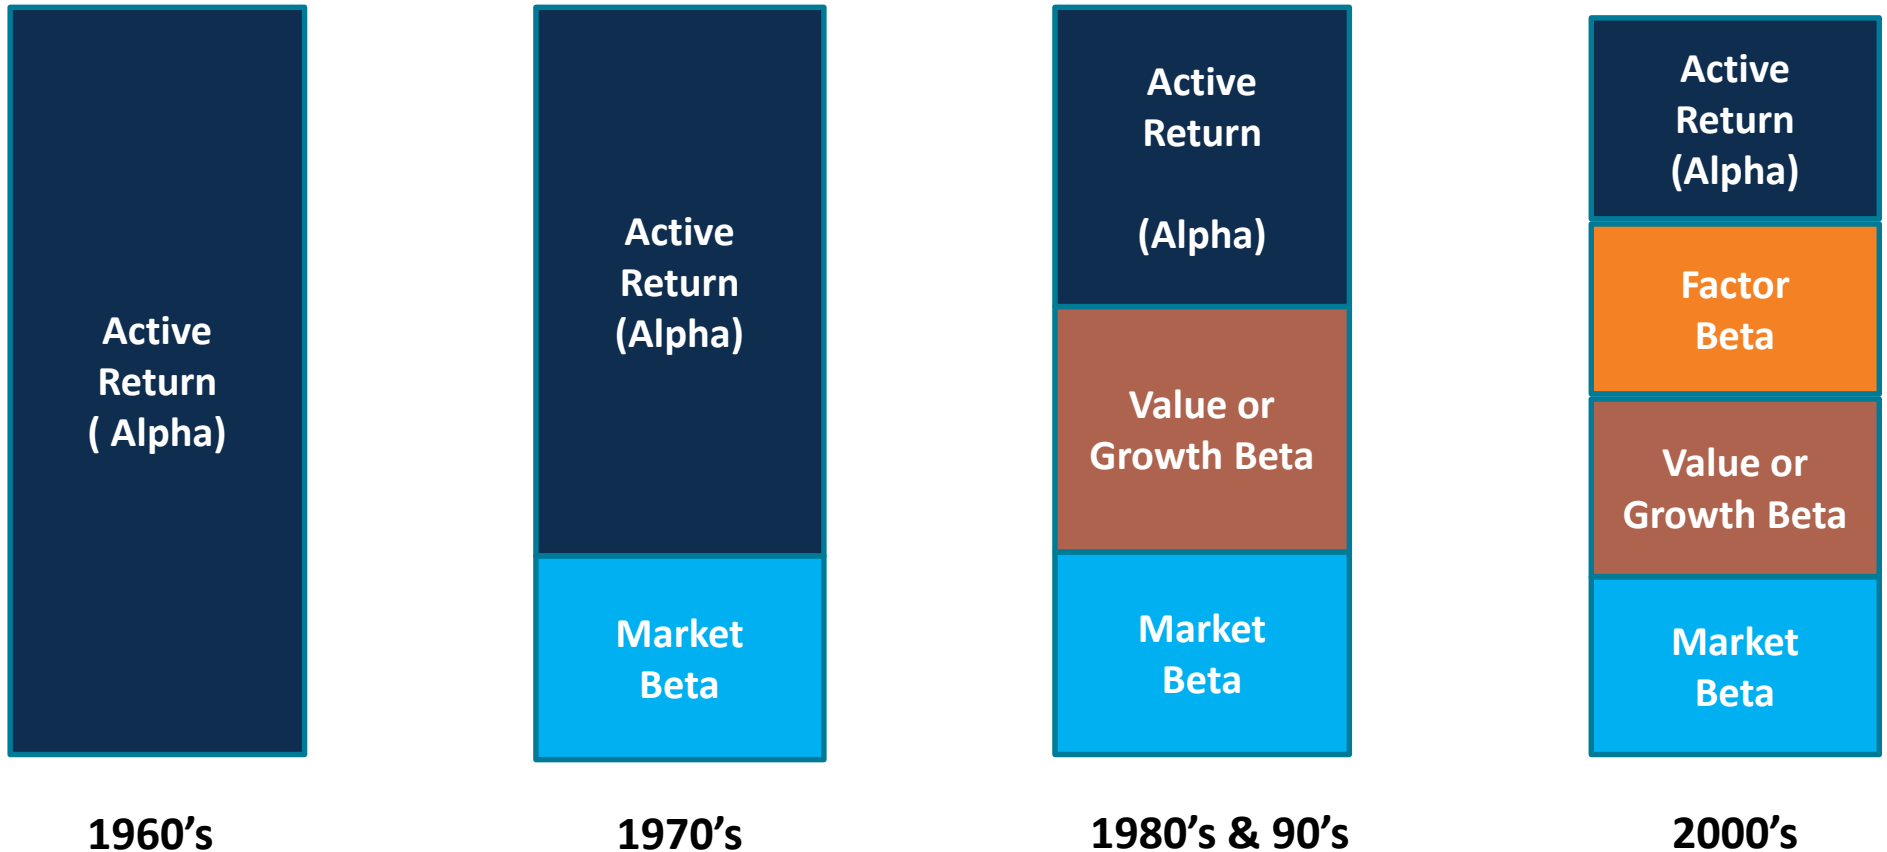 Active
Return
( Alpha)
1960's
Active
Return
(Alpha)
Market
Beta
1970's
Active
Return
(Alpha)
Value or
Growth Beta
Market
Beta
1980's & 90's
Active
Return
(Alpha)
Factor
Beta
Value or
Growth Beta
Market
Beta
2000's